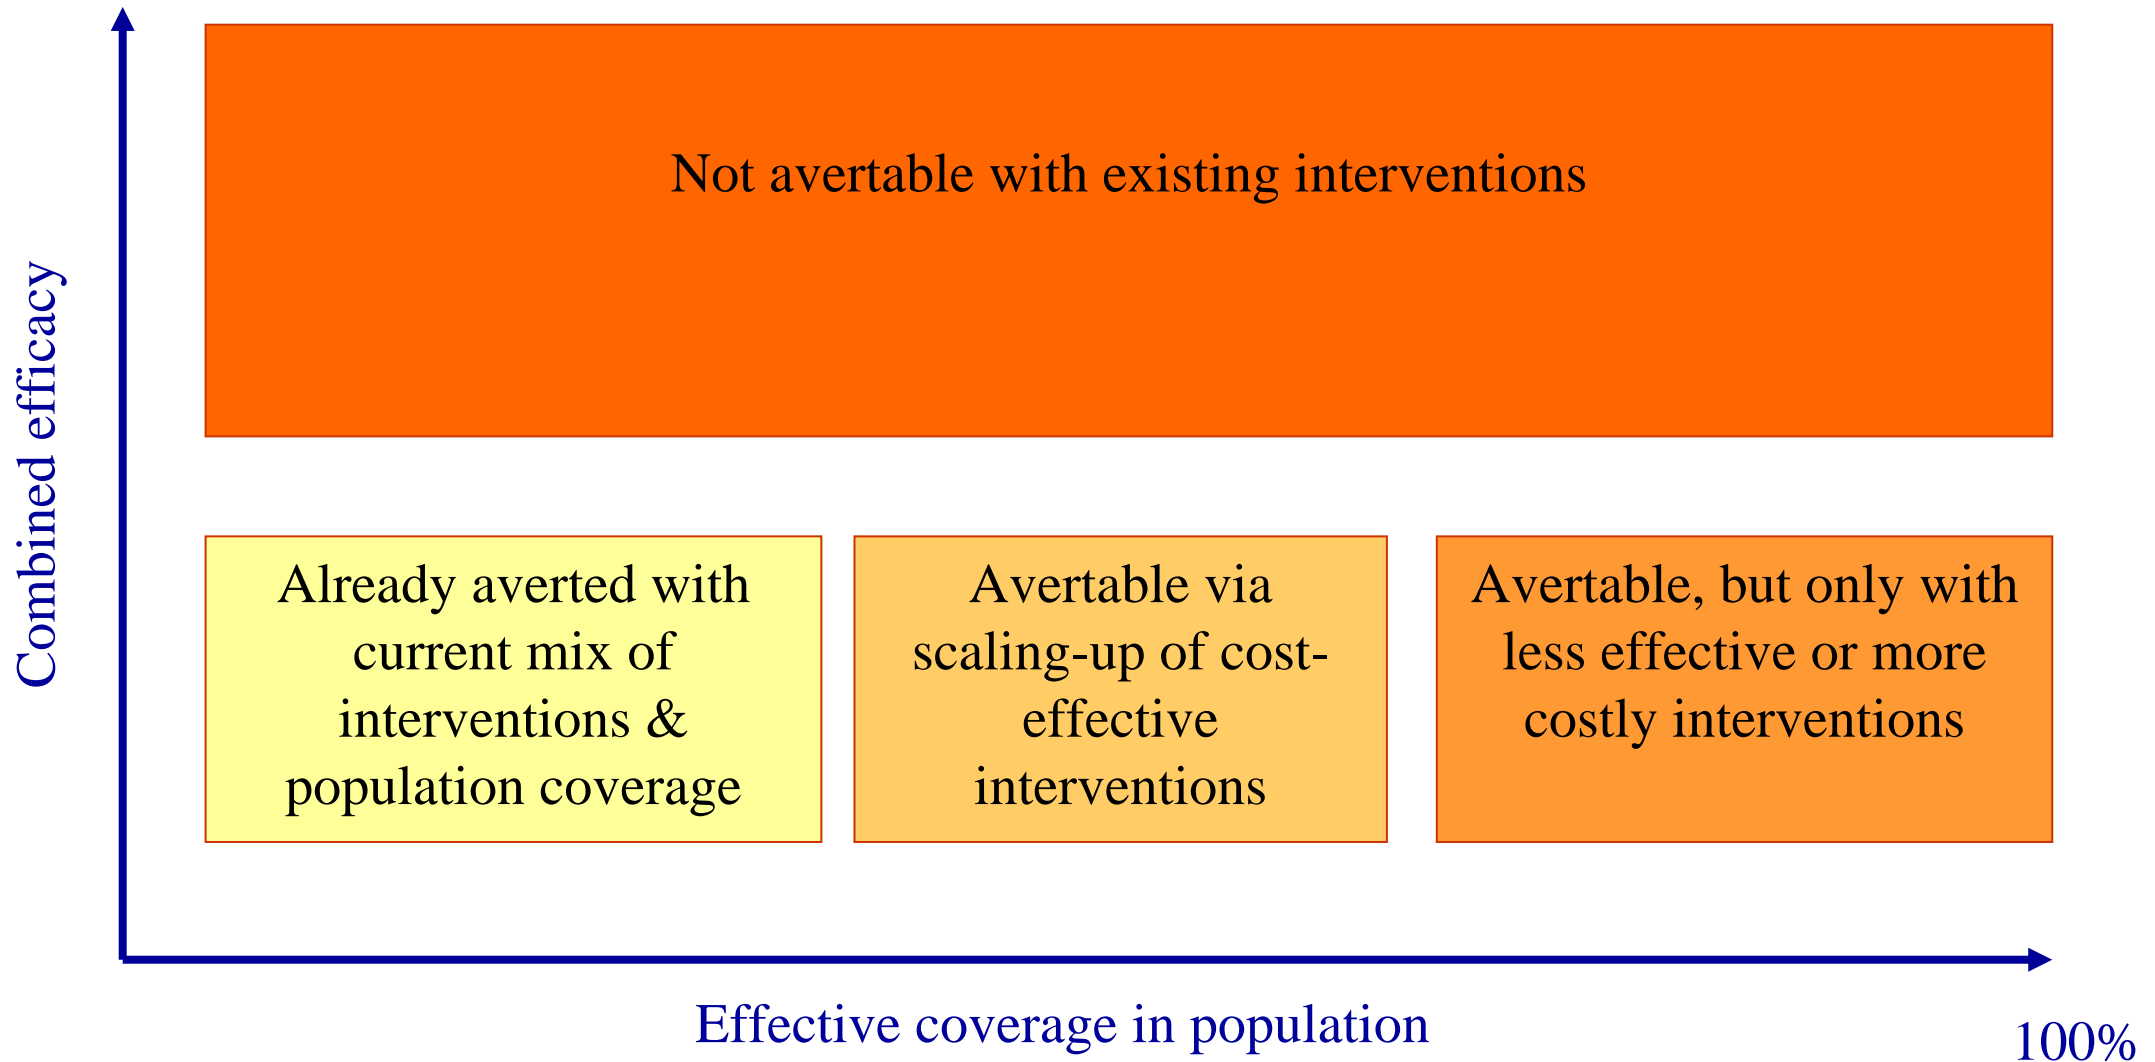 Not avertable with existing interventions
Combined efficacy
Already averted with
current mix of
interventions &
population coverage
Avertable via
scaling-up of cost-
effective
interventions
Avertable, but only with
less effective or more
costly interventions
Effective coverage in population
100%